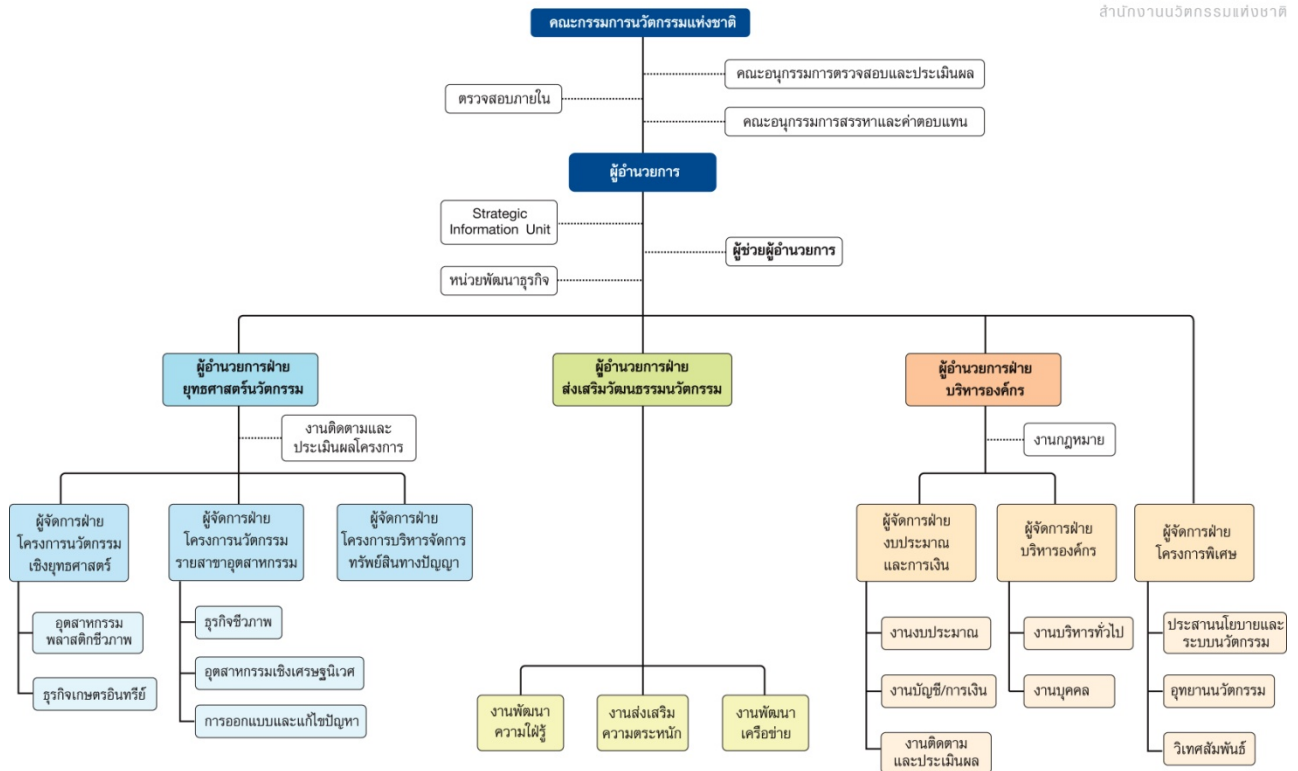 สำนักงานนวัตกรรมแห่งชาติ
คณะกรรมการนวัตกรรมแห่งชาติ
คณะอนุกรรมการตรวจสอบและประเมินผล
ตรวจสอบภายใน
คณะอนุกรรมการสรรหาและค่าตอบแทน
ผู้อำนวยการ
Strategic
Information Unit
ผู้ช่วยผู้อำนวยการ
หน่วยพัฒนาธุรกิจ
ผู้อำนวยการฝ่าย
ยุทธศาสตร์นวัตกรรม
ผู้อำนวยการฝ่าย
ส่งเสริมวัฒนธรรมนวัตกรรม
ผู้อำนวยการฝ่าย
บริหารองค์กร
งานติดตามและ
ประเมินผลโครงการ
งานกฎหมาย
ผู้จัดการฝ่าย
โครงการนวัตกรรม
เชิงยุทธศาสตร์
ผู้จัดการฝ่าย
โครงการนวัตกรรม
รายสาขาอุตสาหกรรม
ผู้จัดการฝ่าย
โครงการบริหารจัดการ
ทรัพย์สินทางปัญญา
ผู้จัดการฝ่าย
งบประมาณ
และการเงิน
ผู้จัดการฝ่าย
บริหารองค์กร
ผู้จัดการฝ่าย
โครงการพิเศษ
อุตสาหกรรม
พลาสติกชีวภาพ
ธุรกิจเกษตรอินทรีย์
ธุรกิจชีวภาพ
อุตสาหกรรมเชิงเศรษฐนิเวศ
การออกแบบและแก้ไขปัญหา
งานพัฒนา
ความใฝ่รู้
งานส่งเสริม
ความตระหนัก
งานพัฒนา
เครือข่าย
งานงบประมาณ
งานบัญชี/การเงิน
งานติดตาม
และประเมินผล
งานบริหารทั่วไป
งานบุคคล
ประสานนโยบายและ
ระบบนวัตกรรม
อุทยานนวัตกรรม
วิเทศสัมพันธ์